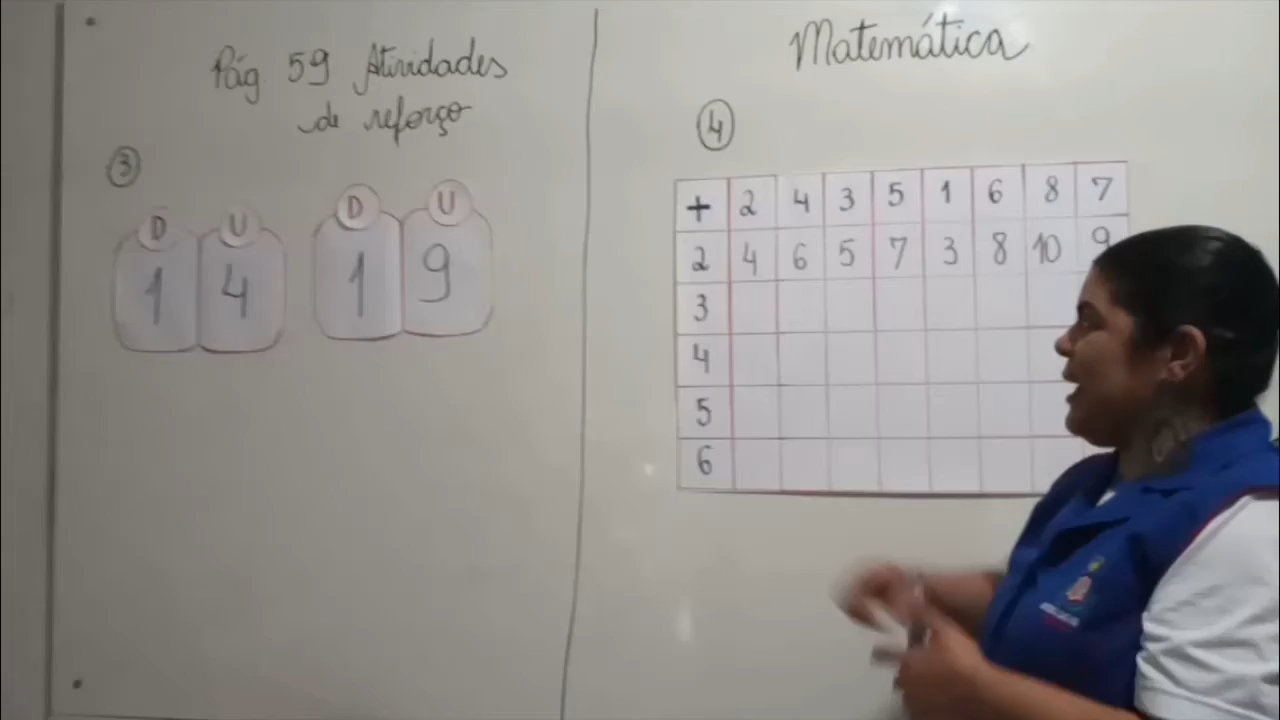 Pág 59 Atividades
de reforço
3
D U D U
1 4 1 9
Matemática
4
+ 2 4 3 5 1 6 8 7
2 4 6 5 7 3 8 10 9
3
4
5
6